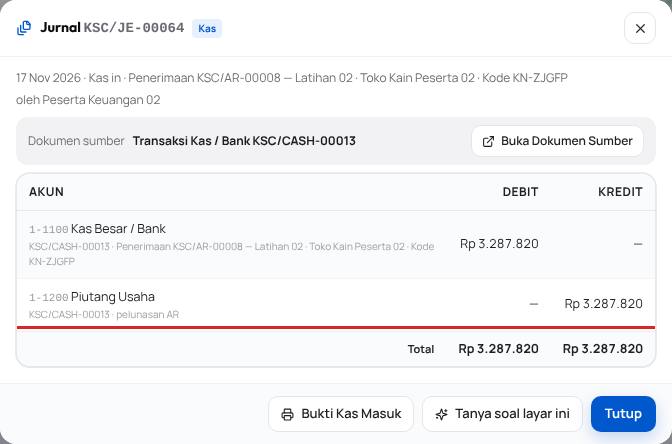 Jurnal KSC/JE-00064 Kas
17 Nov 2026 · Kas in · Penerimaan KSC/AR-00008 — Latihan 02 · Toko Kain Peserta 02 · Kode KN-ZJGFP
oleh Peserta Keuangan 02
Dokumen sumber Transaksi Kas / Bank KSC/CASH-00013 Buka Dokumen Sumber
AKUN DEBIT KREDIT
1-1100 Kas Besar / Bank Rp 3.287.820 —
KSC/CASH-00013 · Penerimaan KSC/AR-00008 — Latihan 02 · Toko Kain Peserta 02 · Kode
KN-ZJGFP
1-1200 Piutang Usaha — Rp 3.287.820
KSC/CASH-00013 · pelunasan AR
Total Rp 3.287.820 Rp 3.287.820
Bukti Kas Masuk Tanya soal layar ini Tutup